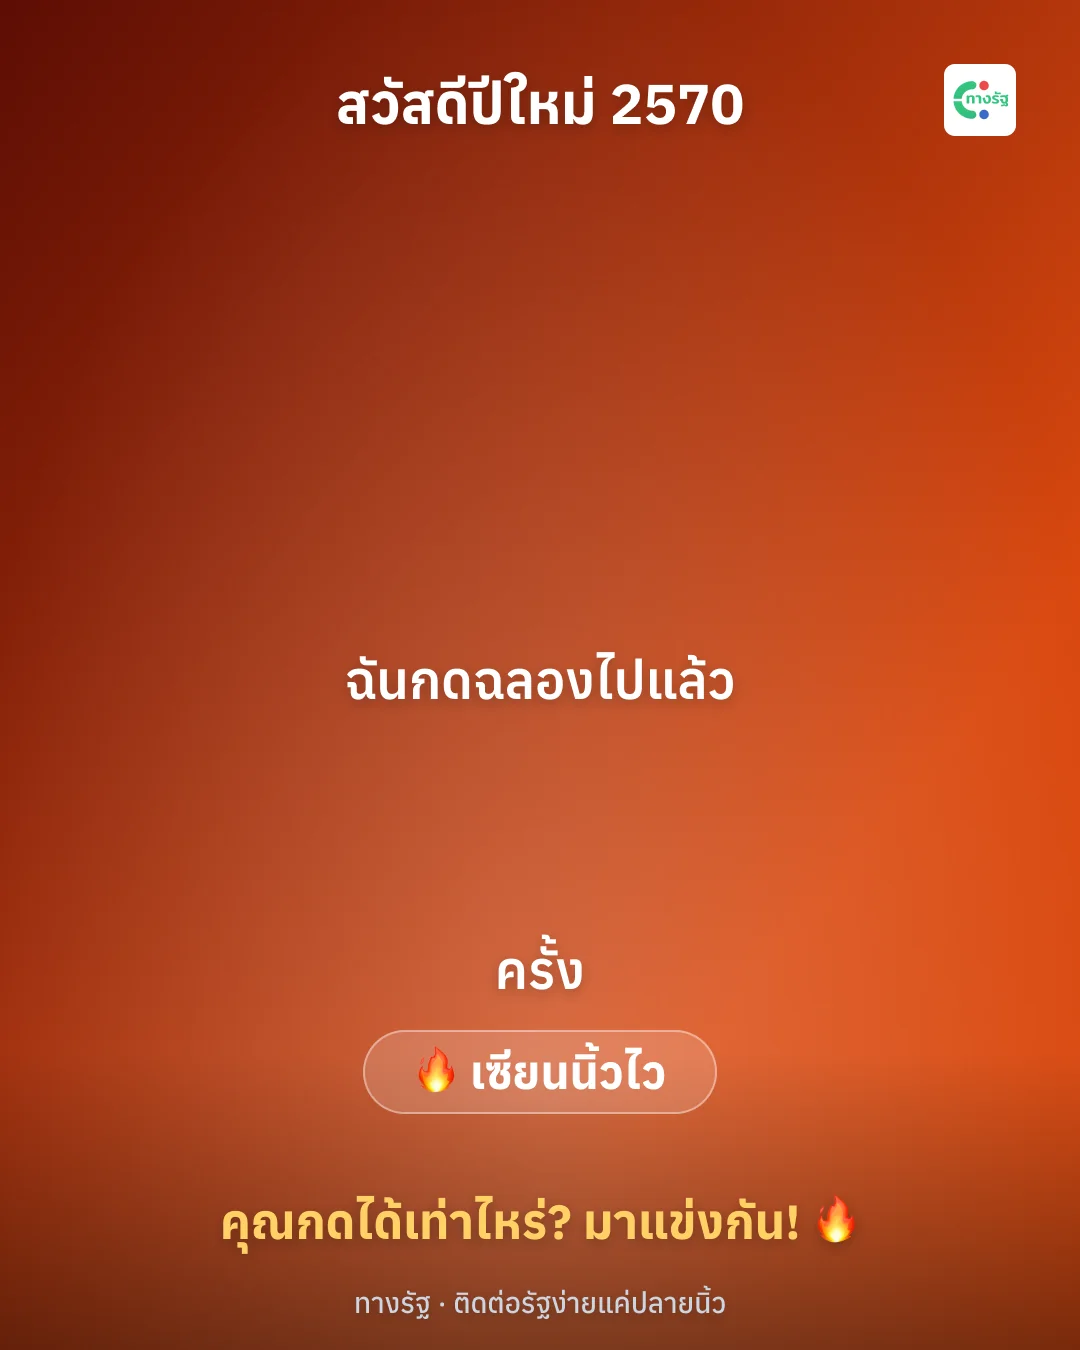 สวัสดีปีใหม่ 2570
ทางรัฐ
ฉันกดฉลองไปแล้ว
ครั้ง
🔥 เซียนนิ้วไว
คุณกดได้เท่าไหร่? มาแข่งกัน! 🔥
ทางรัฐ · ติดต่อรัฐง่ายแค่ปลายนิ้ว